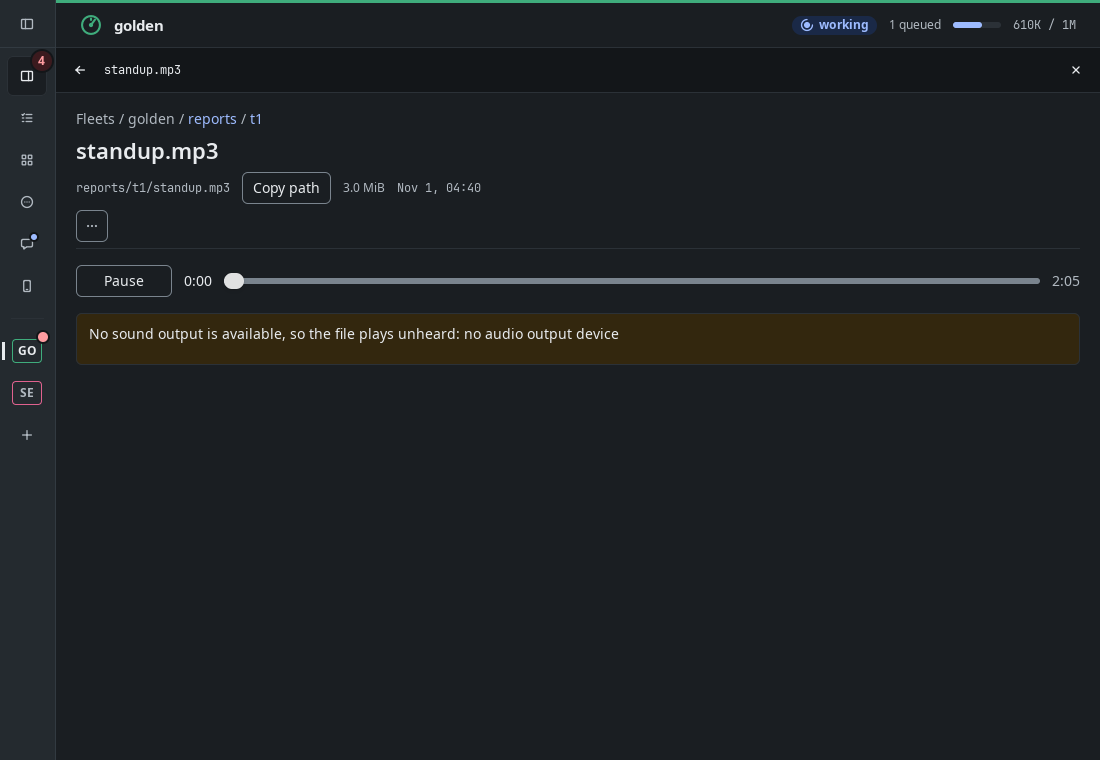 golden
working
1 queued
610K / 1M
4
standup.mp3
Fleets / golden / reports / t1
standup.mp3
reports/t1/standup.mp3
Copy path
3.0 MiB
Nov 1, 04:40
...
Pause
0:00
2:05
No sound output is available, so the file plays unheard: no audio output device
GO
SE